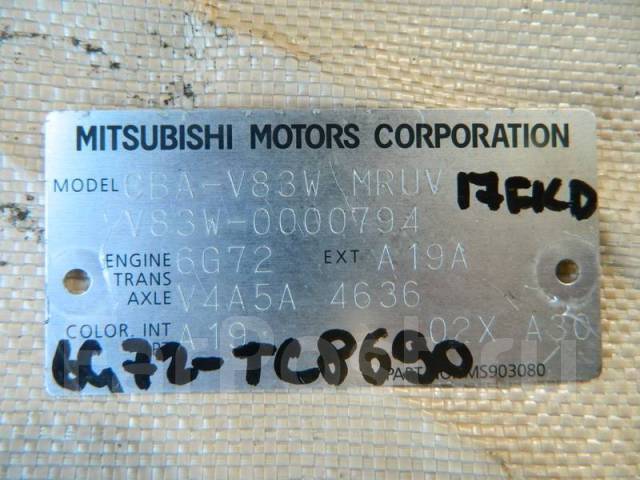 MITSUBISHI MOTORS CORPORATION
MODEL CBA-V83W MRUV 17FKD
V83W-0000794
ENGINE 6G72 EXT A19A
TRANS
AXLE V4A5A 4636
COLOR. INT A19 02X A30
6G72-TC8690
MS903080